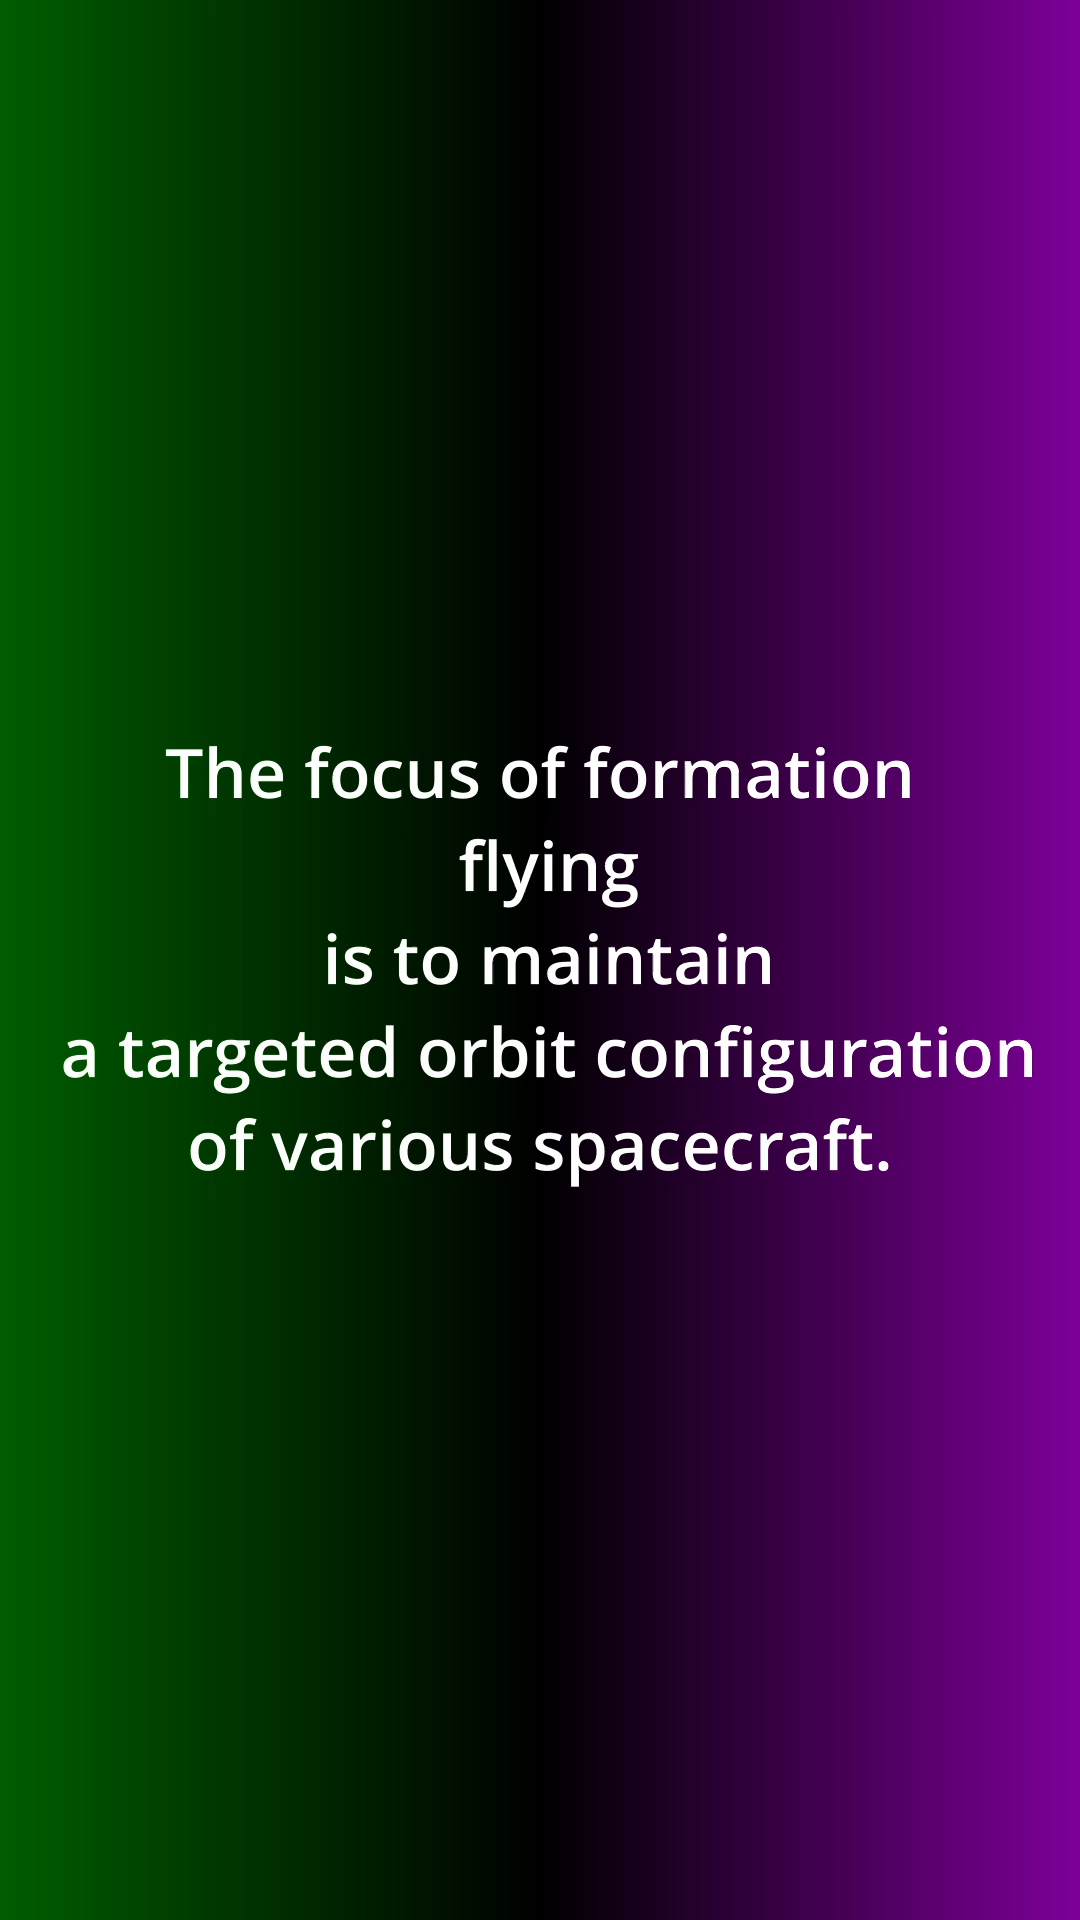 The focus of formation
flying
is to maintain
a targeted orbit configuration
of various spacecraft.